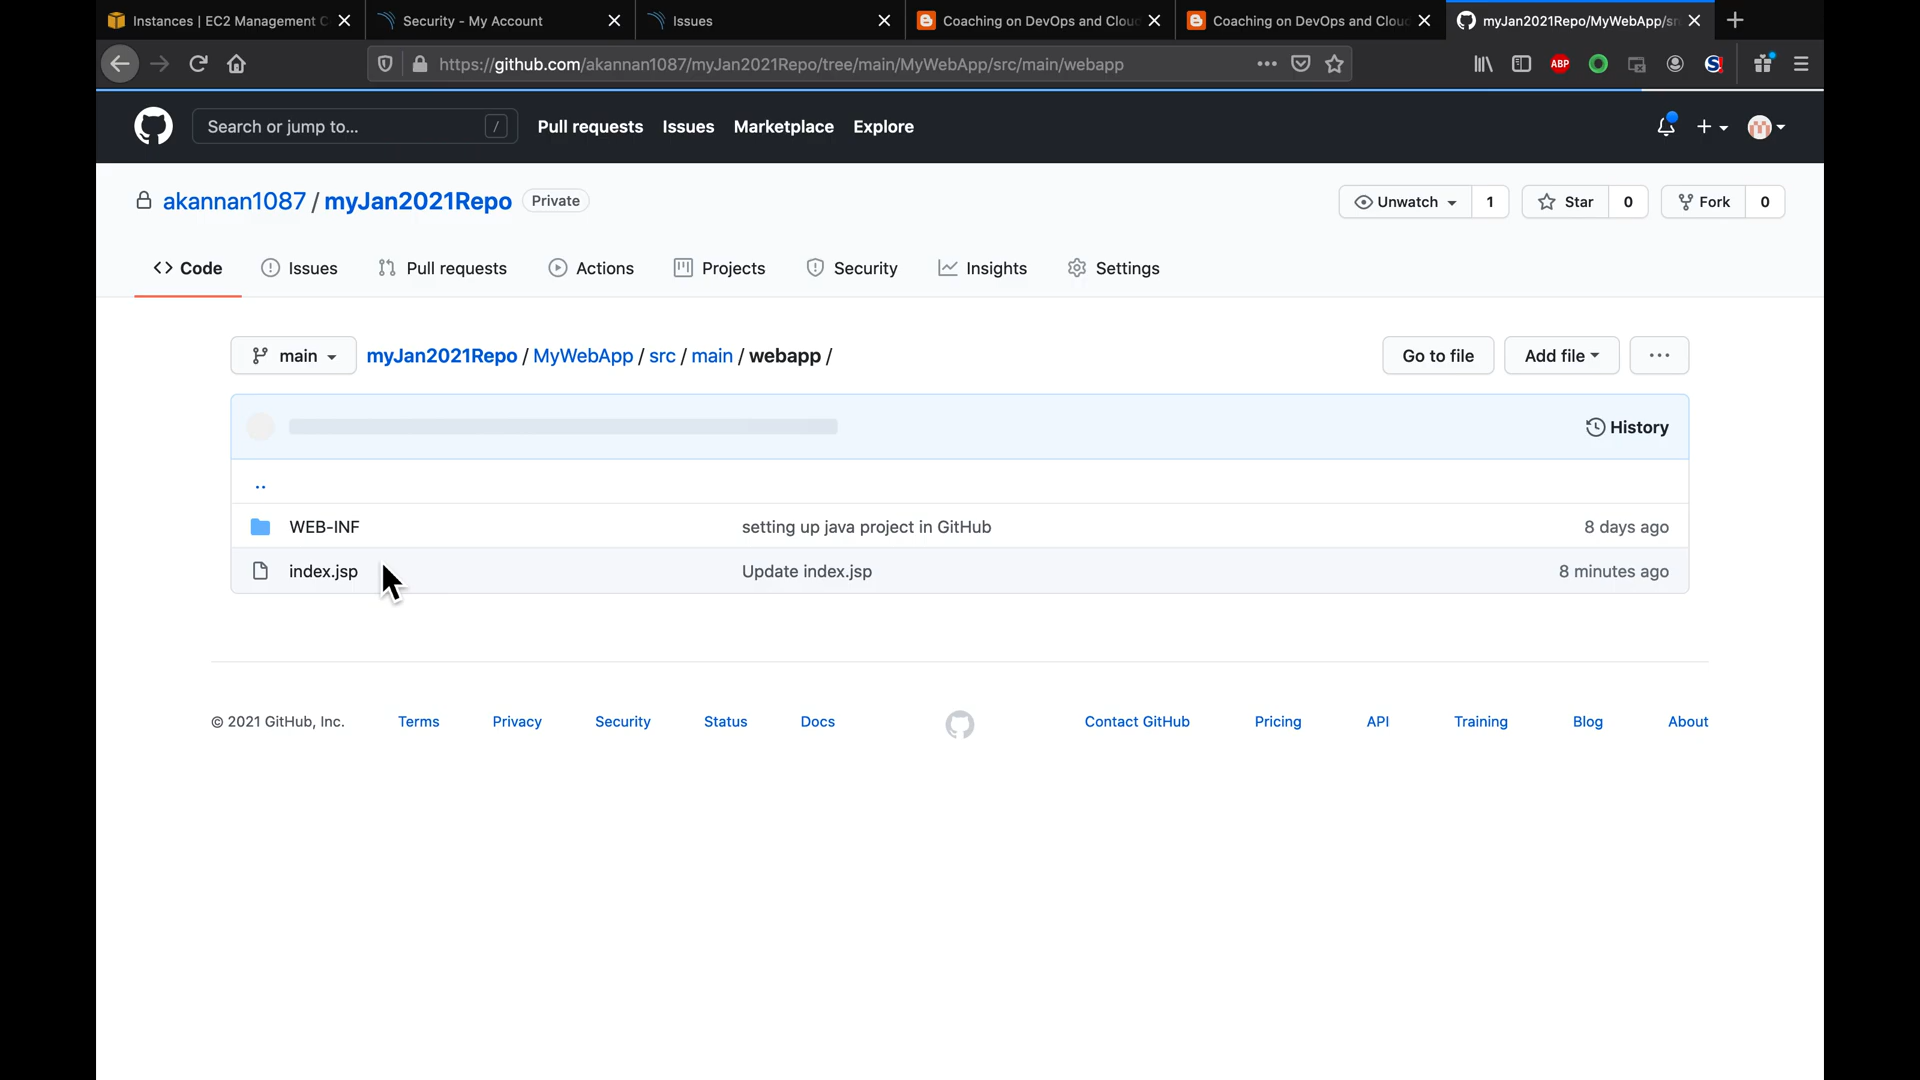 Instances | EC2 Management C
Security - My Account
Issues
Coaching on DevOps and Cloud
Coaching on DevOps and Cloud
myJan2021Repo/MyWebApp/sr
https://github.com/akannan1087/myJan2021Repo/tree/main/MyWebApp/src/main/webapp
ABP
S
Search or jump to... /
Pull requests
Issues
Marketplace
Explore
akannan1087 / myJan2021Repo Private
Unwatch 1
Star 0
Fork 0
Code
Issues
Pull requests
Actions
Projects
Security
Insights
Settings
main
myJan2021Repo / MyWebApp / src / main / webapp /
Go to file
Add file
...
History
..
WEB-INF setting up java project in GitHub 8 days ago
index.jsp Update index.jsp 8 minutes ago
© 2021 GitHub, Inc. Terms Privacy Security Status Docs Contact GitHub Pricing API Training Blog About